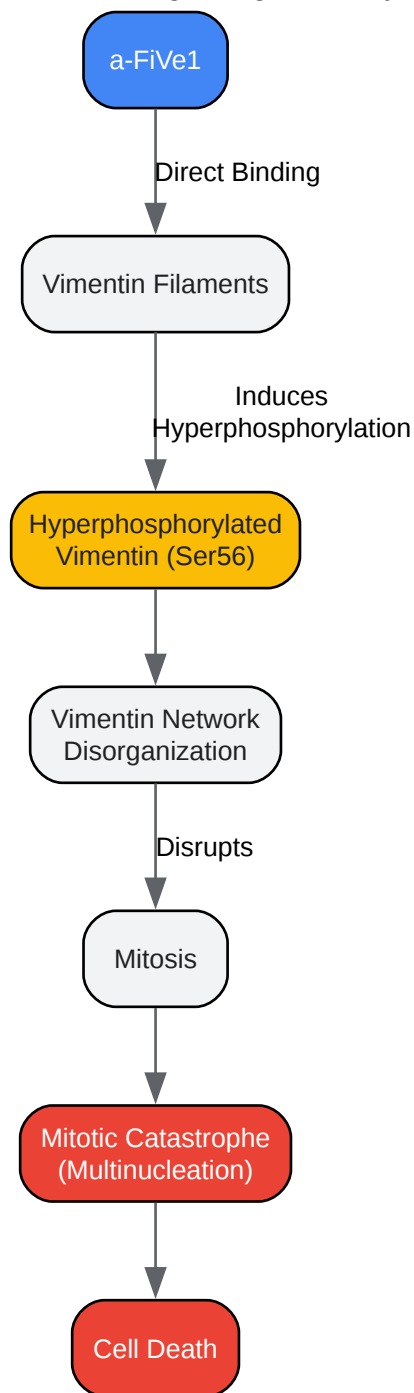 a-FiVe1
Direct Binding
Vimentin Filaments
Induces
Hyperphosphorylation
Hyperphosphorylated
Vimentin (Ser56)
Vimentin Network
Disorganization
Disrupts
Mitosis
Mitotic Catastrophe
(Multinucleation)
Cell Death